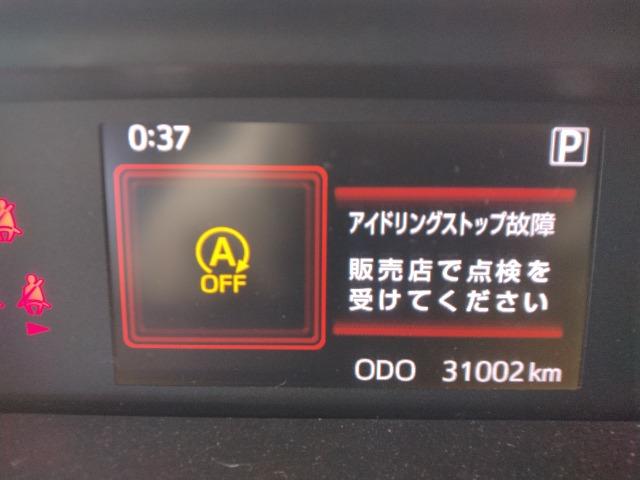 0:37
P
アイドリングストップ故障
A
OFF
販売店で点検を
受けてください
ODO 31002 km